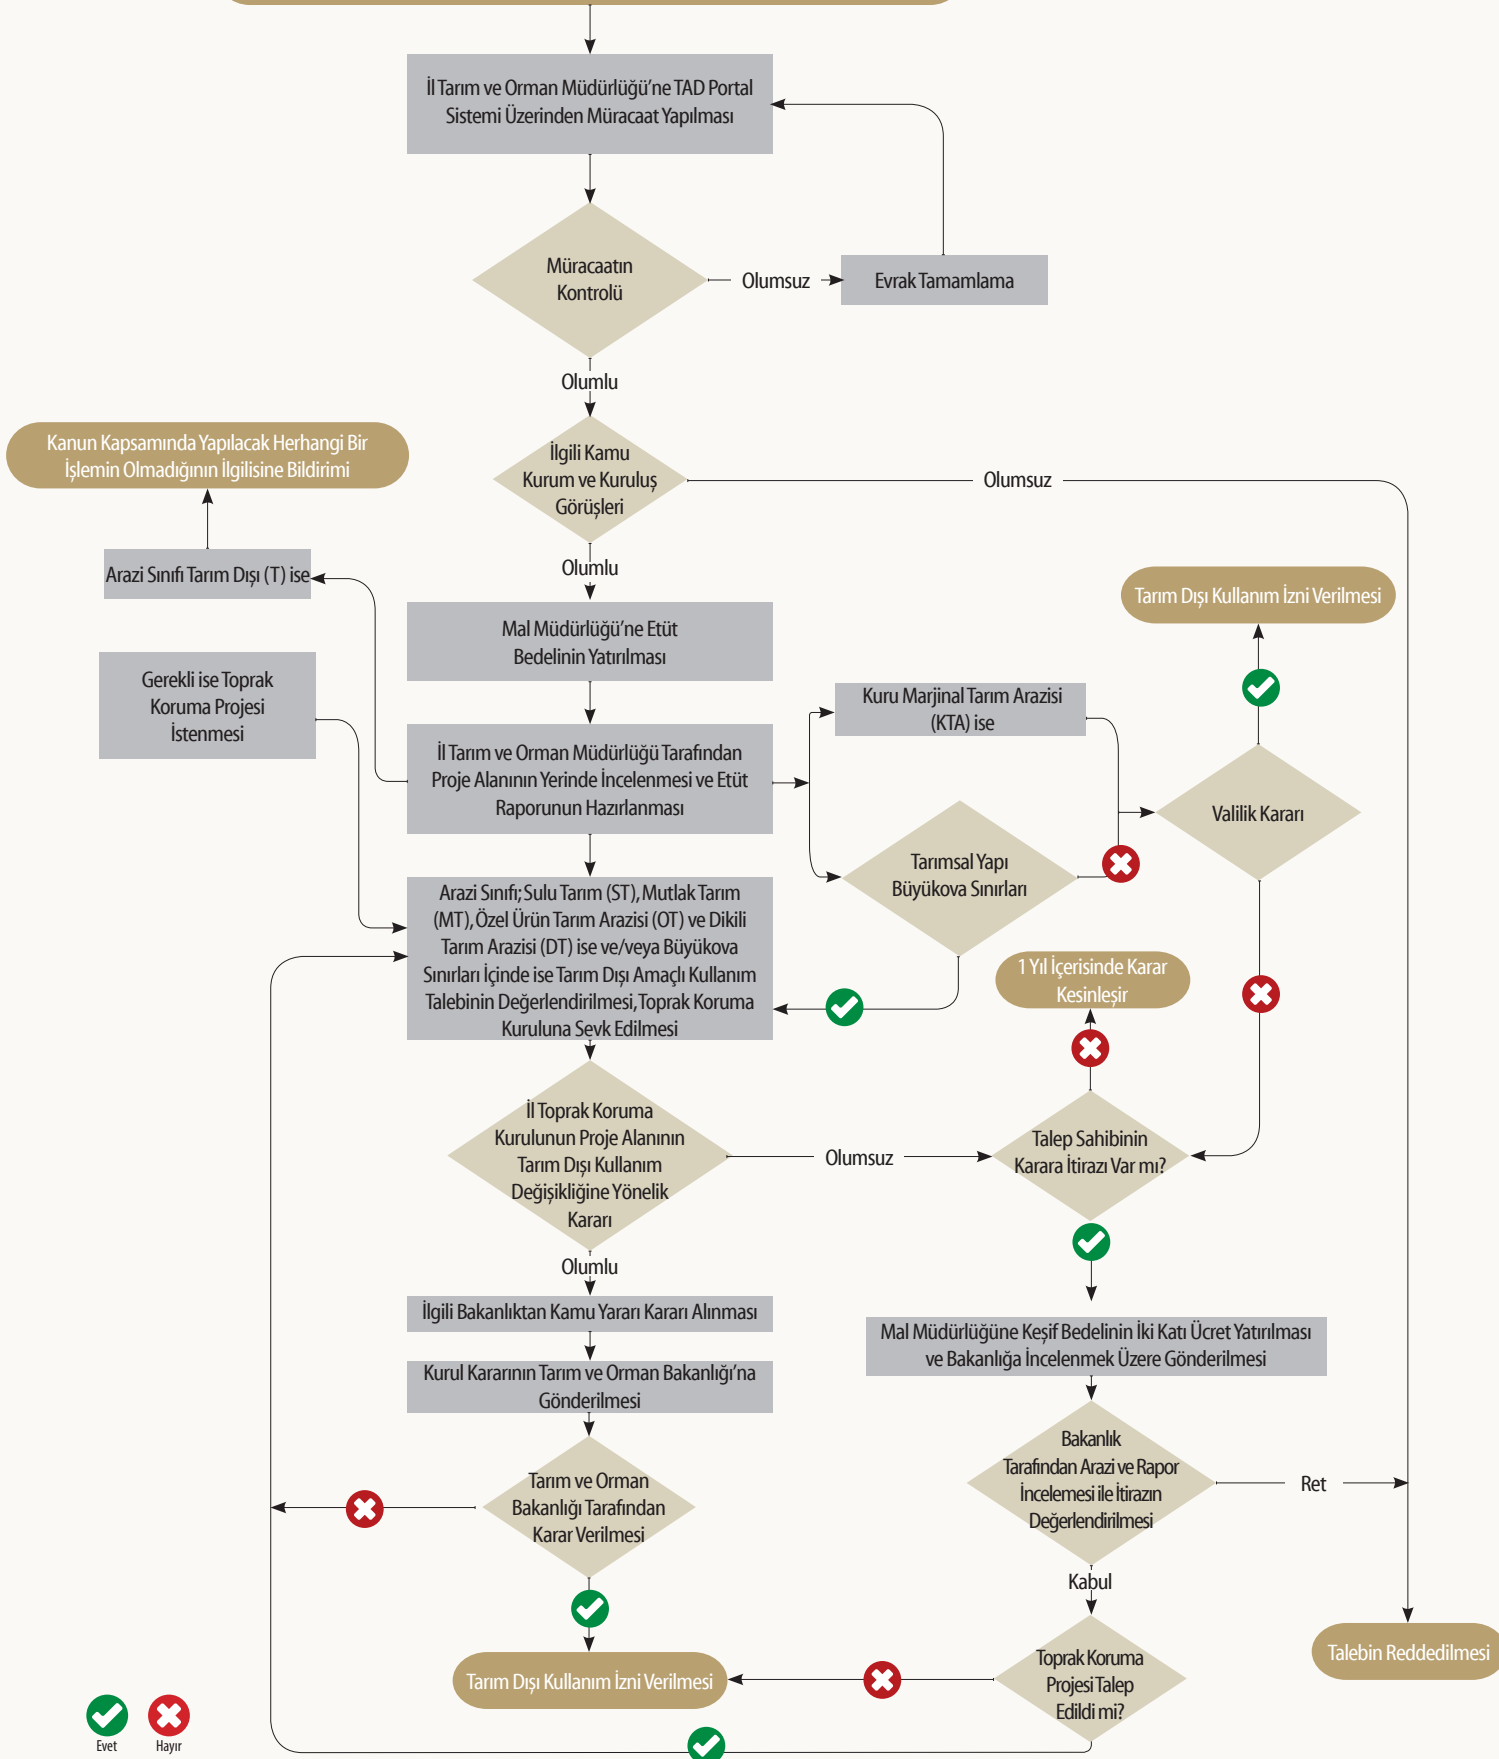 İl Tarım ve Orman Müdürlüğü’ne TAD Portal
Sistemi Üzerinden Müracaat Yapılması
Müracaatın
Kontrolü
Olumsuz
Evrak Tamamlama
Olumlu
Kanun Kapsamında Yapılacak Herhangi Bir
İşlemin Olmadığının İlgilisine Bildirimi
İlgili Kamu
Kurum ve Kuruluş
Görüşleri
Olumsuz
Olumlu
Arazi Sınıfı Tarım Dışı (T) ise
Tarım Dışı Kullanım İzni Verilmesi
Mal Müdürlüğü’ne Etüt
Bedelinin Yatırılması
Gerekli ise Toprak
Koruma Projesi
İstenmesi
Kuru Marjinal Tarım Arazisi
(KTA) ise
İl Tarım ve Orman Müdürlüğü Tarafından
Proje Alanının Yerinde İncelenmesi ve Etüt
Raporunun Hazırlanması
Valilik Kararı
Tarımsal Yapı
Büyükova Sınırları
Arazi Sınıfı; Sulu Tarım (ST), Mutlak Tarım
(MT), Özel Ürün Tarım Arazisi (OT) ve Dikili
Tarım Arazisi (DT) ise ve/veya Büyükova
Sınırları İçinde ise Tarım Dışı Amaçlı Kullanım
Talebinin Değerlendirilmesi, Toprak Koruma
Kuruluna Sevk Edilmesi
1 Yıl İçerisinde Karar
Kesinleşir
İl Toprak Koruma
Kurulunun Proje Alanının
Tarım Dışı Kullanım
Değişikliğine Yönelik
Kararı
Olumsuz
Talep Sahibinin
Karara İtirazı Var mı?
Olumlu
İlgili Bakanlıktan Kamu Yararı Kararı Alınması
Mal Müdürlüğüne Keşif Bedelinin İki Katı Ücret Yatırılması
ve Bakanlığa İncelenmek Üzere Gönderilmesi
Kurul Kararının Tarım ve Orman Bakanlığı’na
Gönderilmesi
Bakanlık
Tarafından Arazi ve Rapor
İncelemesi ile İtirazın
Değerlendirilmesi
Ret
Tarım ve Orman
Bakanlığı Tarafından
Karar Verilmesi
Kabul
Toprak Koruma
Projesi Talep
Edildi mi?
Talebin Reddedilmesi
Tarım Dışı Kullanım İzni Verilmesi
Evet
Hayır